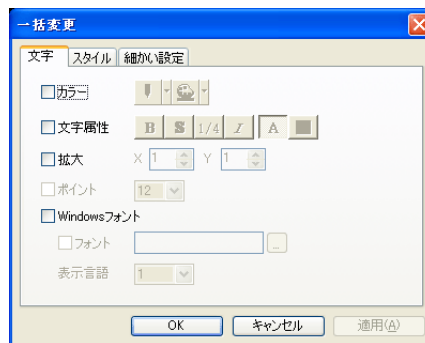 一括変更
文字 スタイル 細かい設定
カラー
文字属性 B S 1/4 I A
拡大 X 1 Y 1
ポイント 12
Windowsフォント
フォント ...
表示言語 1
OK キャンセル 適用(A)